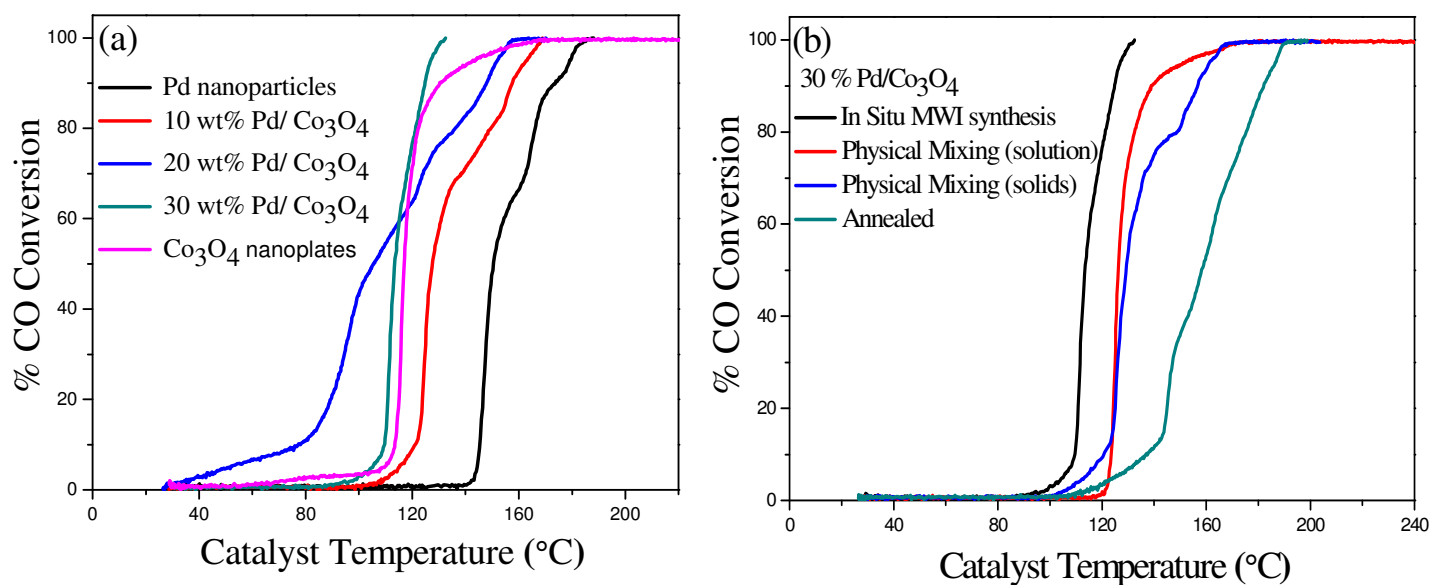 (a)
Pd nanoparticles
10 wt% Pd/ Co₃O₄
20 wt% Pd/ Co₃O₄
30 wt% Pd/ Co₃O₄
Co₃O₄ nanoplates
% CO Conversion
100
80
60
40
20
0
0 40 80 120 160 200
Catalyst Temperature (°C)
(b)
30 % Pd/Co₃O₄
In Situ MWI synthesis
Physical Mixing (solution)
Physical Mixing (solids)
Annealed
% CO Conversion
100
80
60
40
20
0
0 40 80 120 160 200 240
Catalyst Temperature (°C)